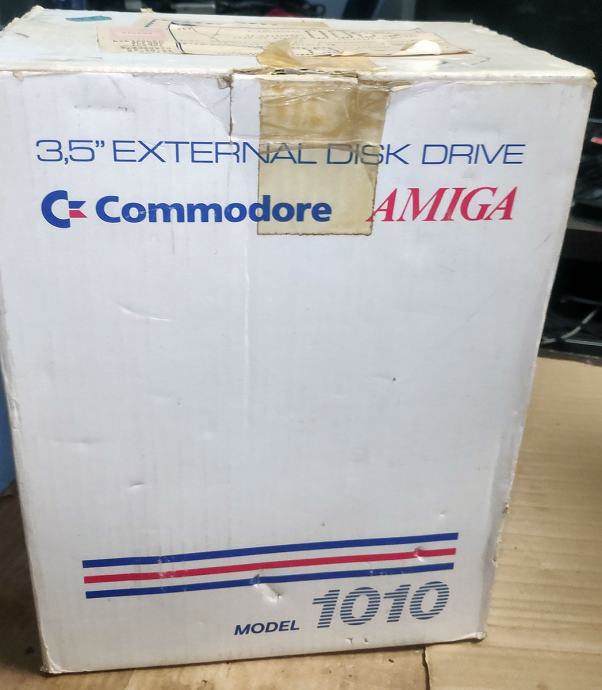 3,5” EXTERNAL DISK DRIVE
Commodore AMIGA
MODEL 1010